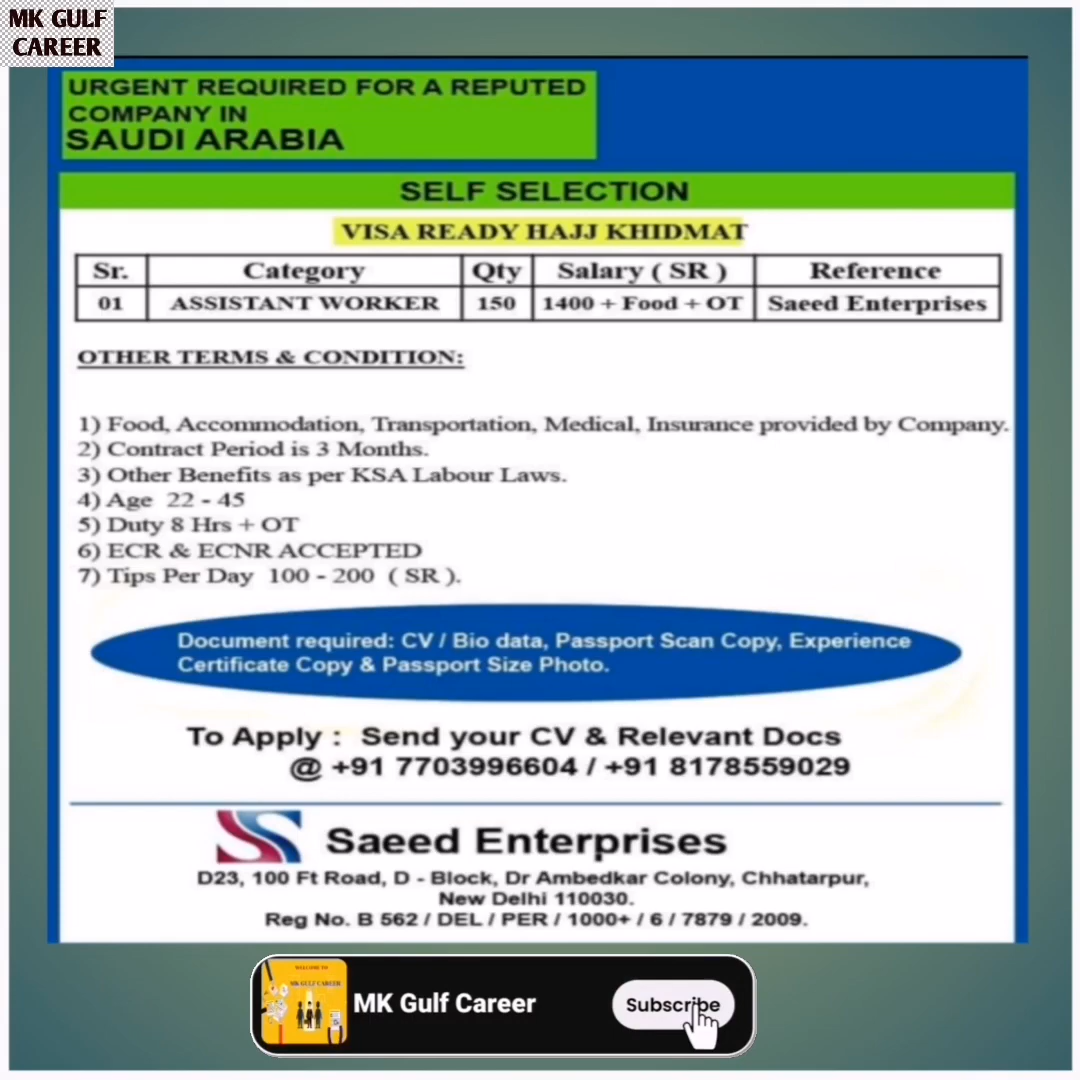 MK GULF
CAREER
URGENT REQUIRED FOR A REPUTED
COMPANY IN
SAUDI ARABIA
SELF SELECTION
VISA READY HAJJ KHIDMAT
Sr. Category Qty Salary ( SR ) Reference
01 ASSISTANT WORKER 150 1400 + Food + OT Saeed Enterprises
OTHER TERMS & CONDITION:
1) Food, Accommodation, Transportation, Medical, Insurance provided by Company.
2) Contract Period is 3 Months.
3) Other Benefits as per KSA Labour Laws.
4) Age 22 - 45
5) Duty 8 Hrs + OT
6) ECR & ECNR ACCEPTED
7) Tips Per Day 100 - 200 ( SR ).
Document required: CV / Bio data, Passport Scan Copy, Experience
Certificate Copy & Passport Size Photo.
To Apply : Send your CV & Relevant Docs
@ +91 7703996604 / +91 8178559029
Saeed Enterprises
D23, 100 Ft Road, D - Block, Dr Ambedkar Colony, Chhatarpur,
New Delhi 110030.
Reg No. B 562 / DEL / PER / 1000+ / 6 / 7879 / 2009.
WELCOME TO
MK GULF CAREER
MK Gulf Career
Subscribe